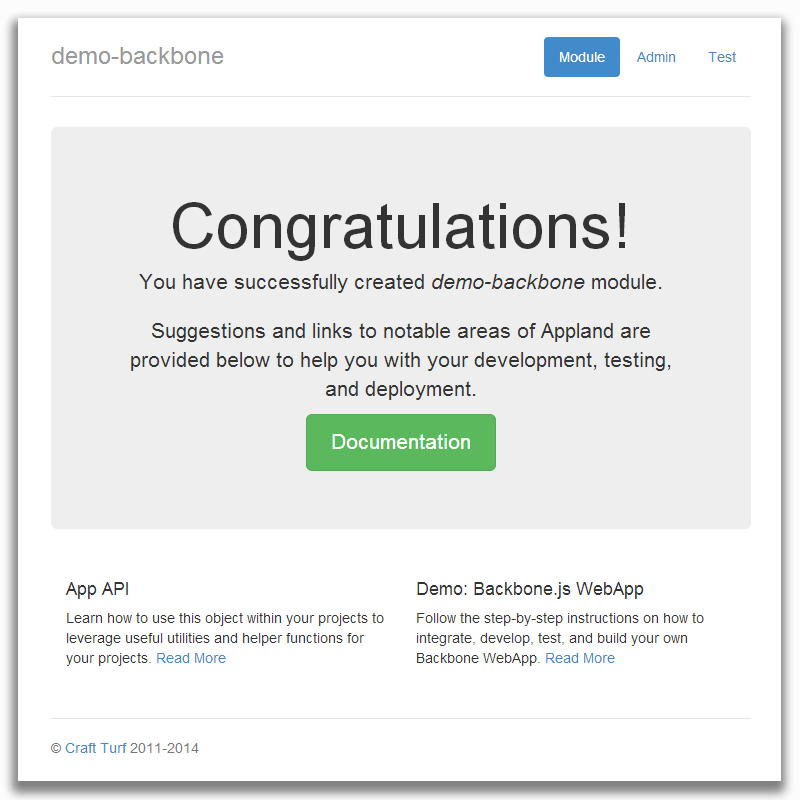 demo-backbone
Module Admin Test
Congratulations!
You have successfully created demo-backbone module.
Suggestions and links to notable areas of Appland are
provided below to help you with your development, testing,
and deployment.
Documentation
App API
Learn how to use this object within your projects to
leverage useful utilities and helper functions for
your projects. Read More
Demo: Backbone.js WebApp
Follow the step-by-step instructions on how to
integrate, develop, test, and build your own
Backbone WebApp. Read More
© Craft Turf 2011-2014